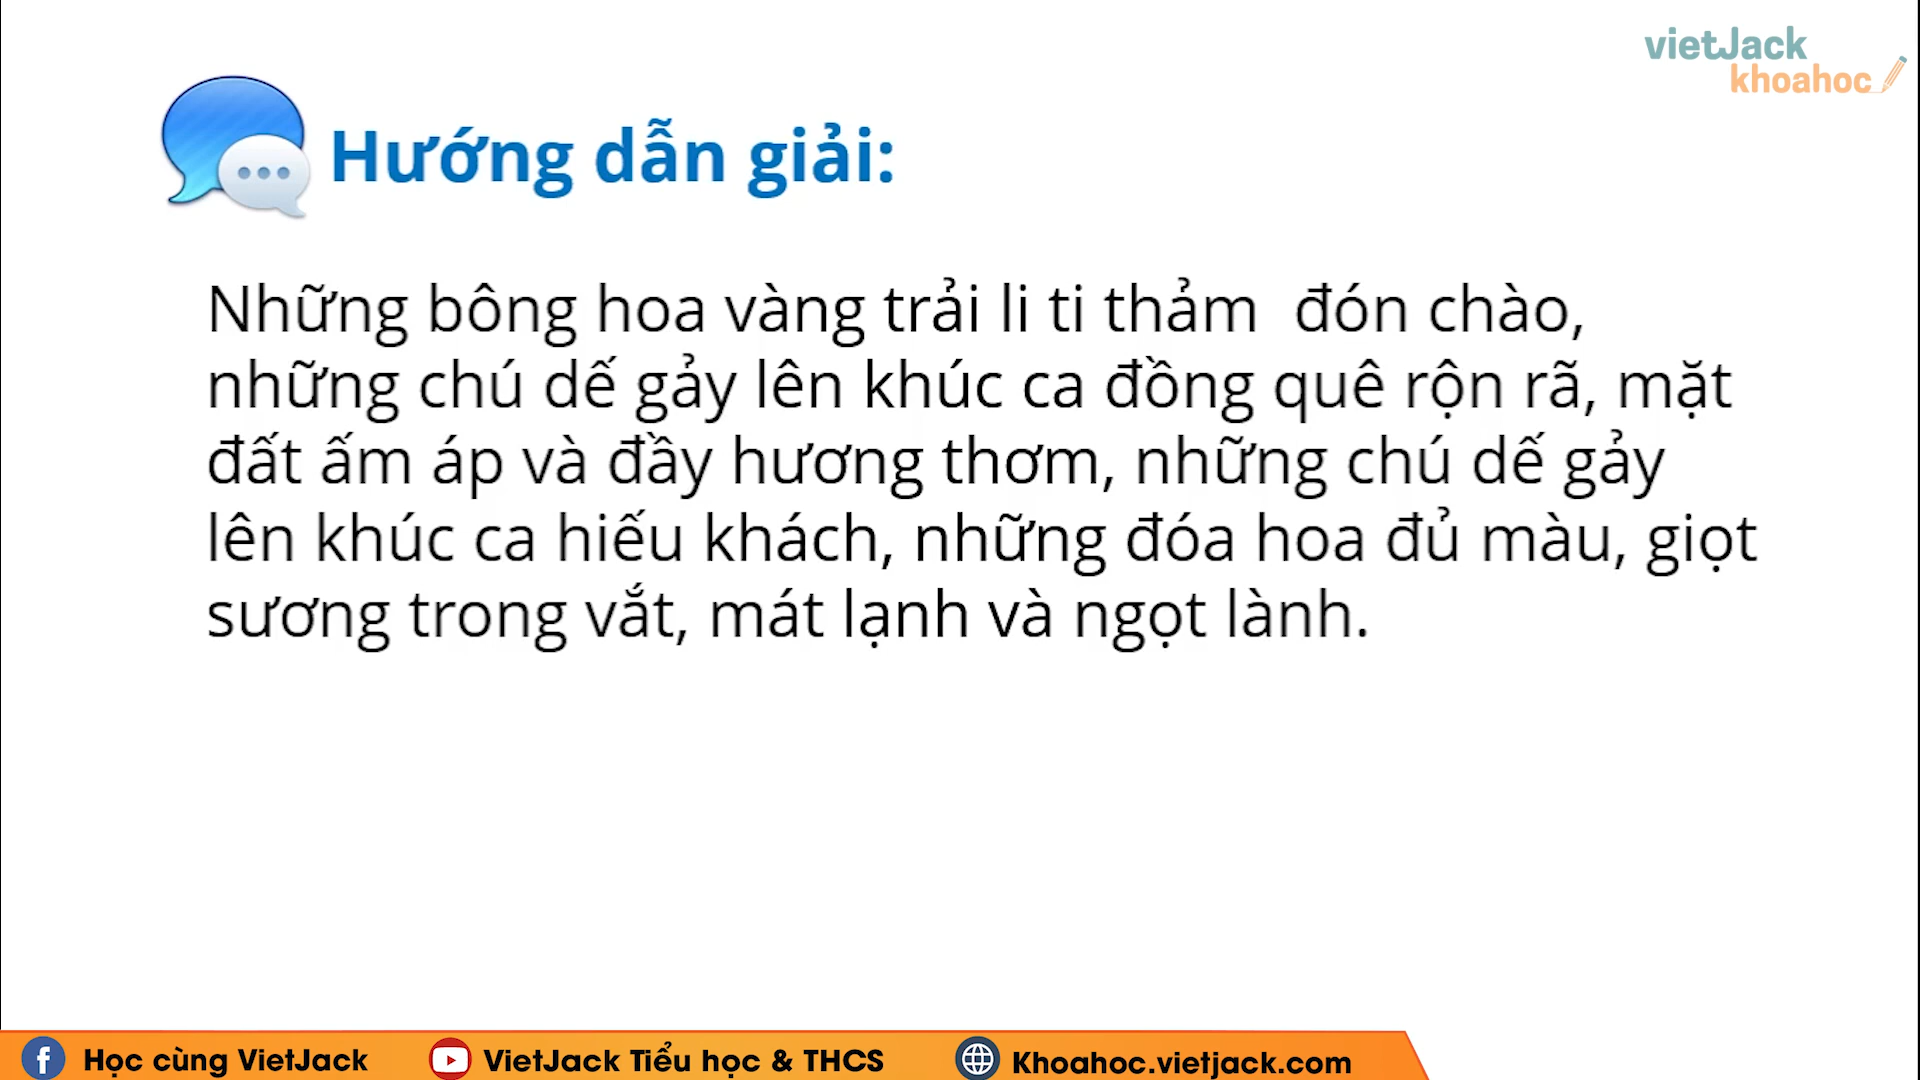 vietJack
khoahoc
Hướng dẫn giải:
Những bông hoa vàng trải li ti thảm  đón chào,
những chú dế gảy lên khúc ca đồng quê rộn rã, mặt
đất ấm áp và đầy hương thơm, những chú dế gảy
lên khúc ca hiếu khách, những đóa hoa đủ màu, giọt
sương trong vắt, mát lạnh và ngọt lành.
Học cùng VietJack
VietJack Tiểu học & THCS
Khoahoc.vietjack.com